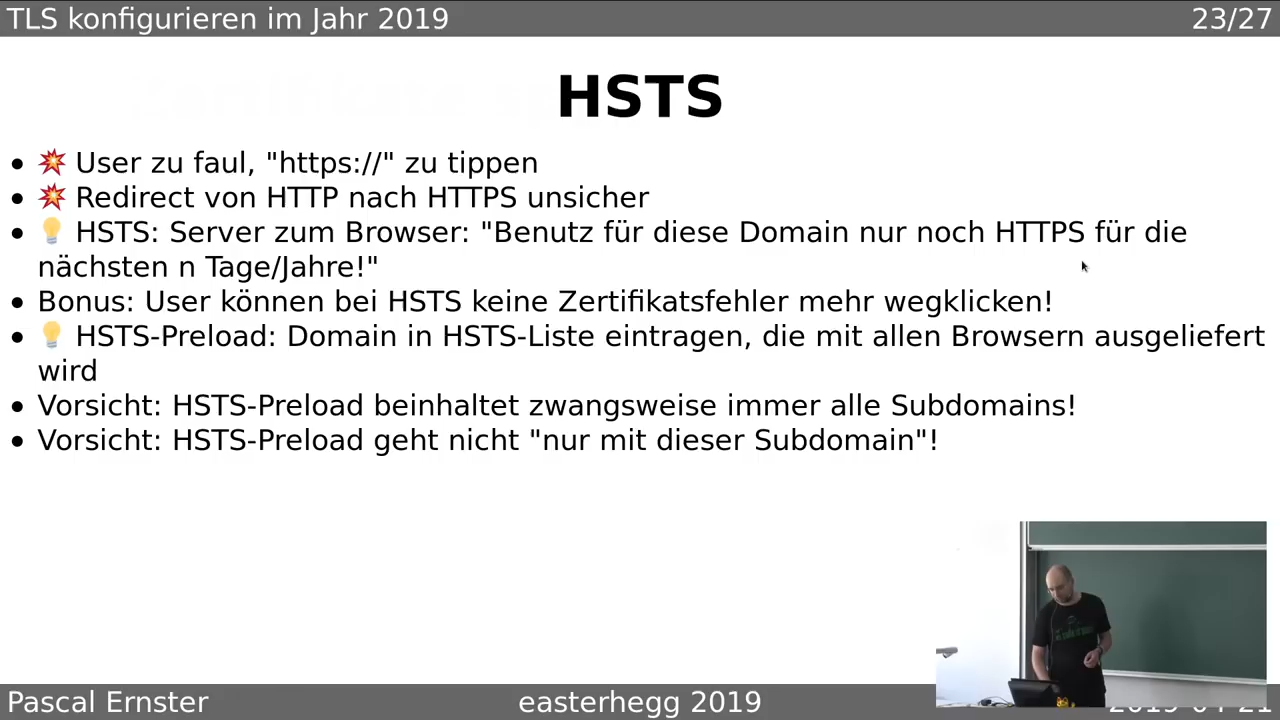 TLS konfigurieren im Jahr 2019 23/27
HSTS
• 💥 User zu faul, "https://" zu tippen
• 💥 Redirect von HTTP nach HTTPS unsicher
• 💡 HSTS: Server zum Browser: "Benutz für diese Domain nur noch HTTPS für die
nächsten n Tage/Jahre!"
• Bonus: User können bei HSTS keine Zertifikatsfehler mehr wegklicken!
• 💡 HSTS-Preload: Domain in HSTS-Liste eintragen, die mit allen Browsern ausgeliefert
wird
• Vorsicht: HSTS-Preload beinhaltet zwangsweise immer alle Subdomains!
• Vorsicht: HSTS-Preload geht nicht "nur mit dieser Subdomain"!
Pascal Ernster easterhegg 2019